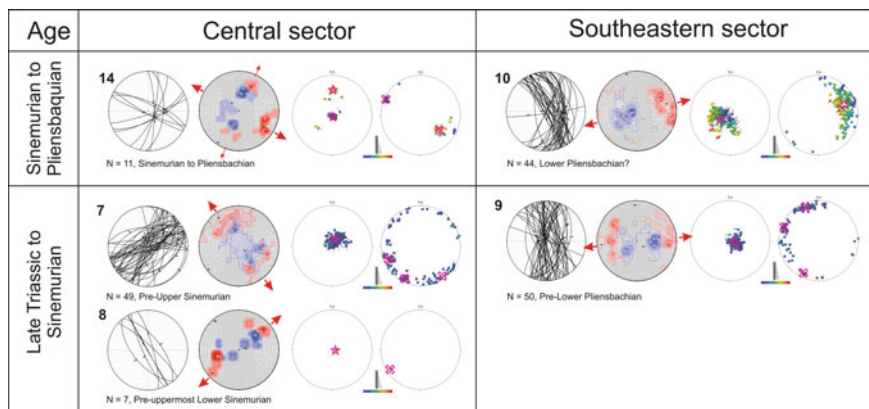 Age
Central sector
Southeastern sector
Sinemurian to
Pliensbaquian
14
N = 11, Sinemurian to Pliensbachian
10
N = 44, Lower Pliensbachian?
Late Triassic to
Sinemurian
7
N = 49, Pre-Upper Sinemurian
8
N = 7, Pre-uppermost Lower Sinemurian
9
N = 50, Pre-Lower Pliensbachian